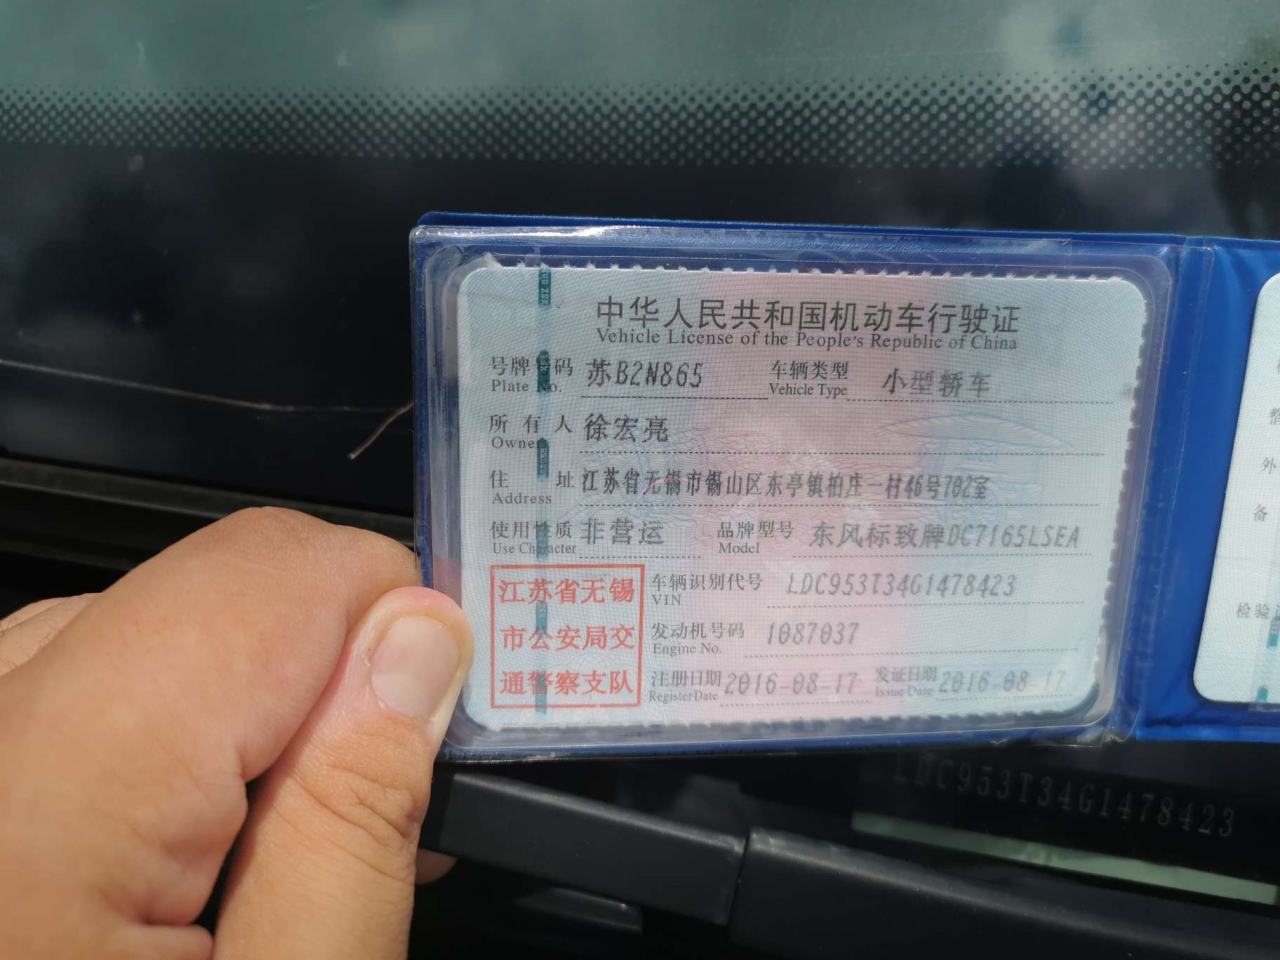 中华人民共和国机动车行驶证
Vehicle License of the People's Republic of China
号牌号码 苏B2N865 车辆类型 小型轿车
Plate No. Vehicle Type
所有人 徐宏亮
Owner
住址 江苏省无锡市锡山区东亭镇柏庄一村46号702室
Address
使用性质 非营运 品牌型号 东风标致牌DC7165LSEA
Use Character Model
江苏省无锡
市公安局交
通警察支队
车辆识别代号 LDC953T34G1478423
VIN
发动机号码 1087037
Engine No.
注册日期 2016-08-17 发证日期 2016-08-17
Register Date Issue Date
整
外
备
检验
LDC953T34G1478423